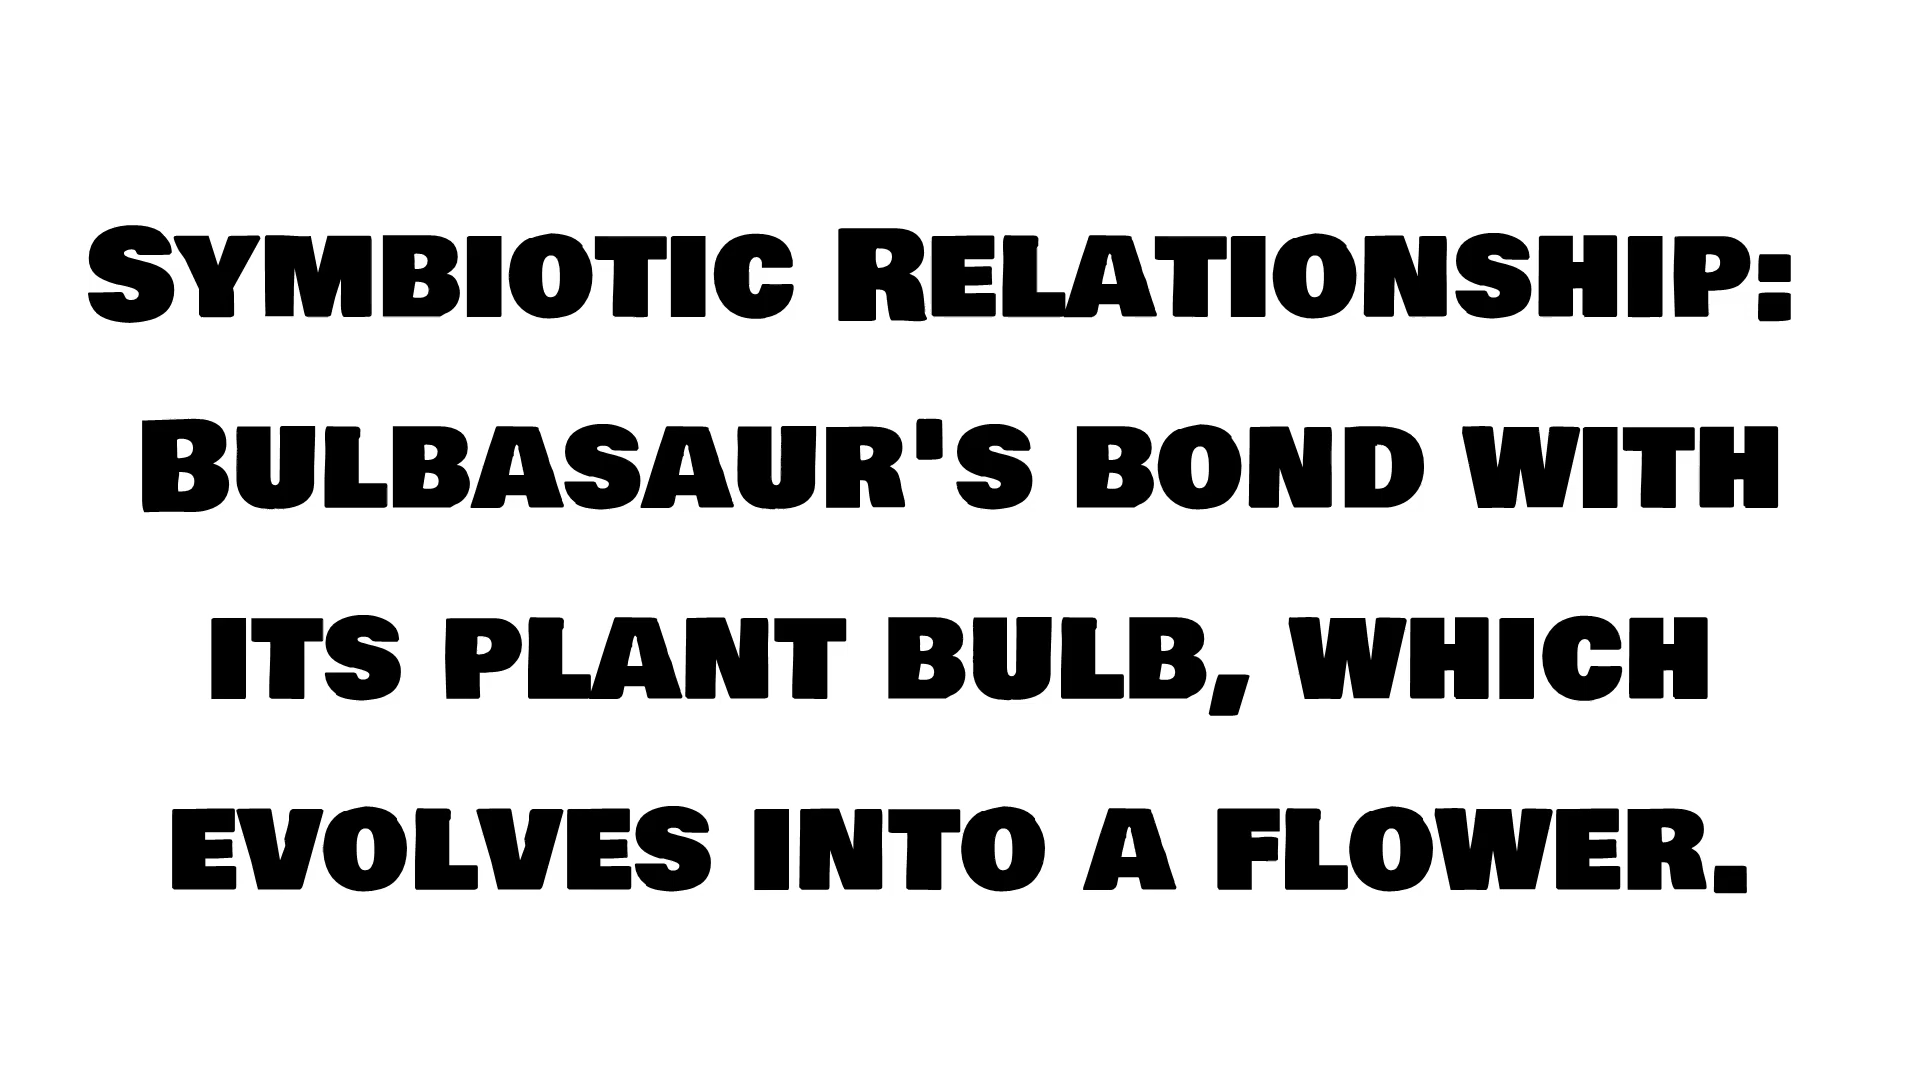 Symbiotic Relationship:
Bulbasaur's bond with
its plant bulb, which
evolves into a flower.